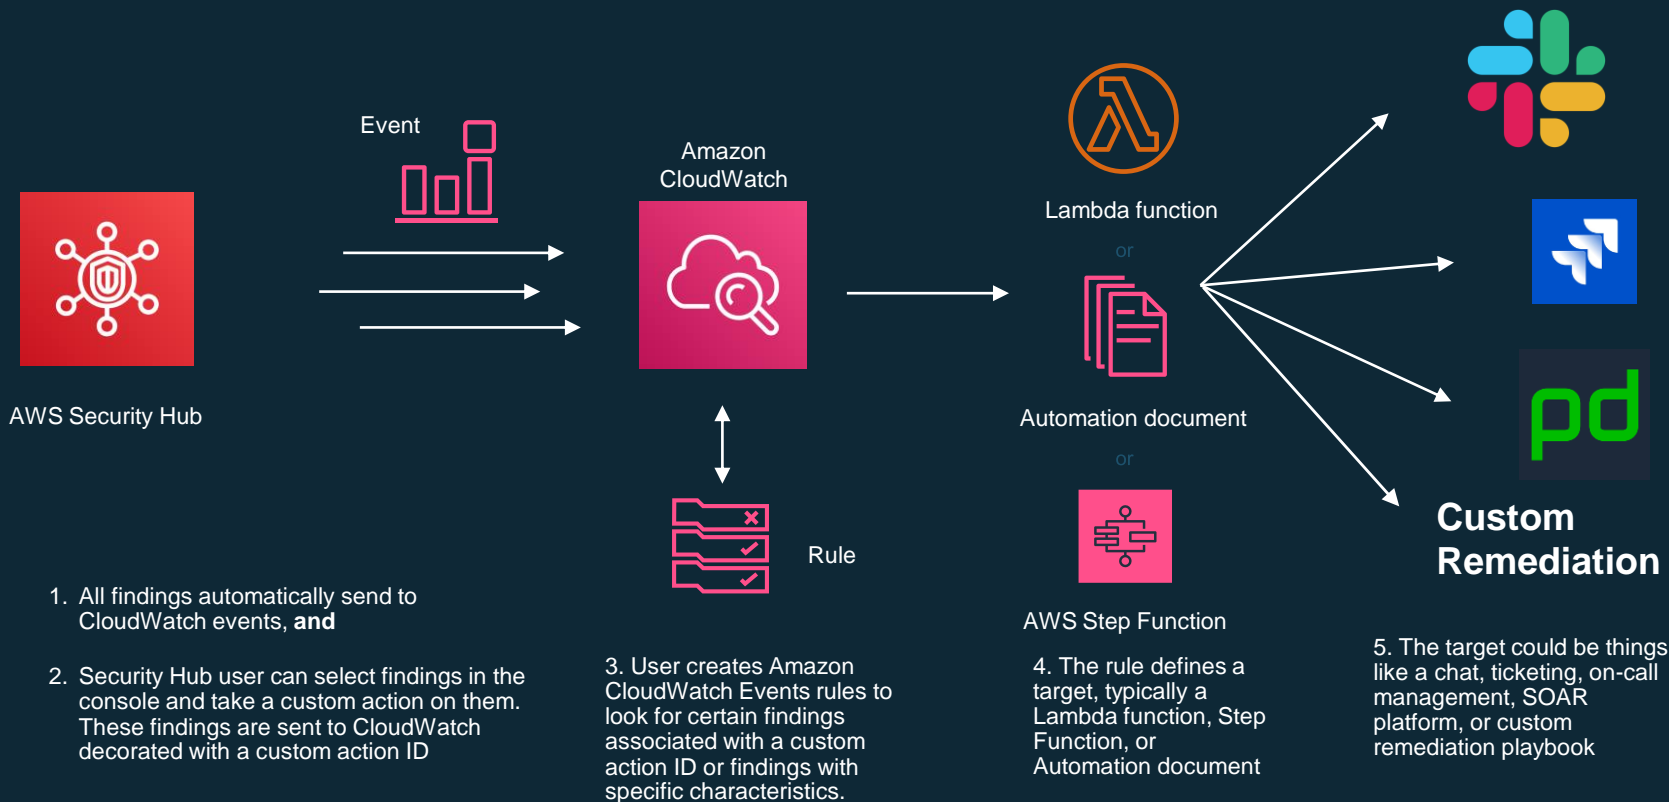 Event
Amazon
CloudWatch
AWS Security Hub
Rule
Lambda function
or
Automation document
or
AWS Step Function
pd
Custom
Remediation
1. All findings automatically send to
CloudWatch events, and
2. Security Hub user can select findings in the
console and take a custom action on them.
These findings are sent to CloudWatch
decorated with a custom action ID
3. User creates Amazon
CloudWatch Events rules to
look for certain findings
associated with a custom
action ID or findings with
specific characteristics.
4. The rule defines a
target, typically a
Lambda function, Step
Function, or
Automation document
5. The target could be things
like a chat, ticketing, on-call
management, SOAR
platform, or custom
remediation playbook